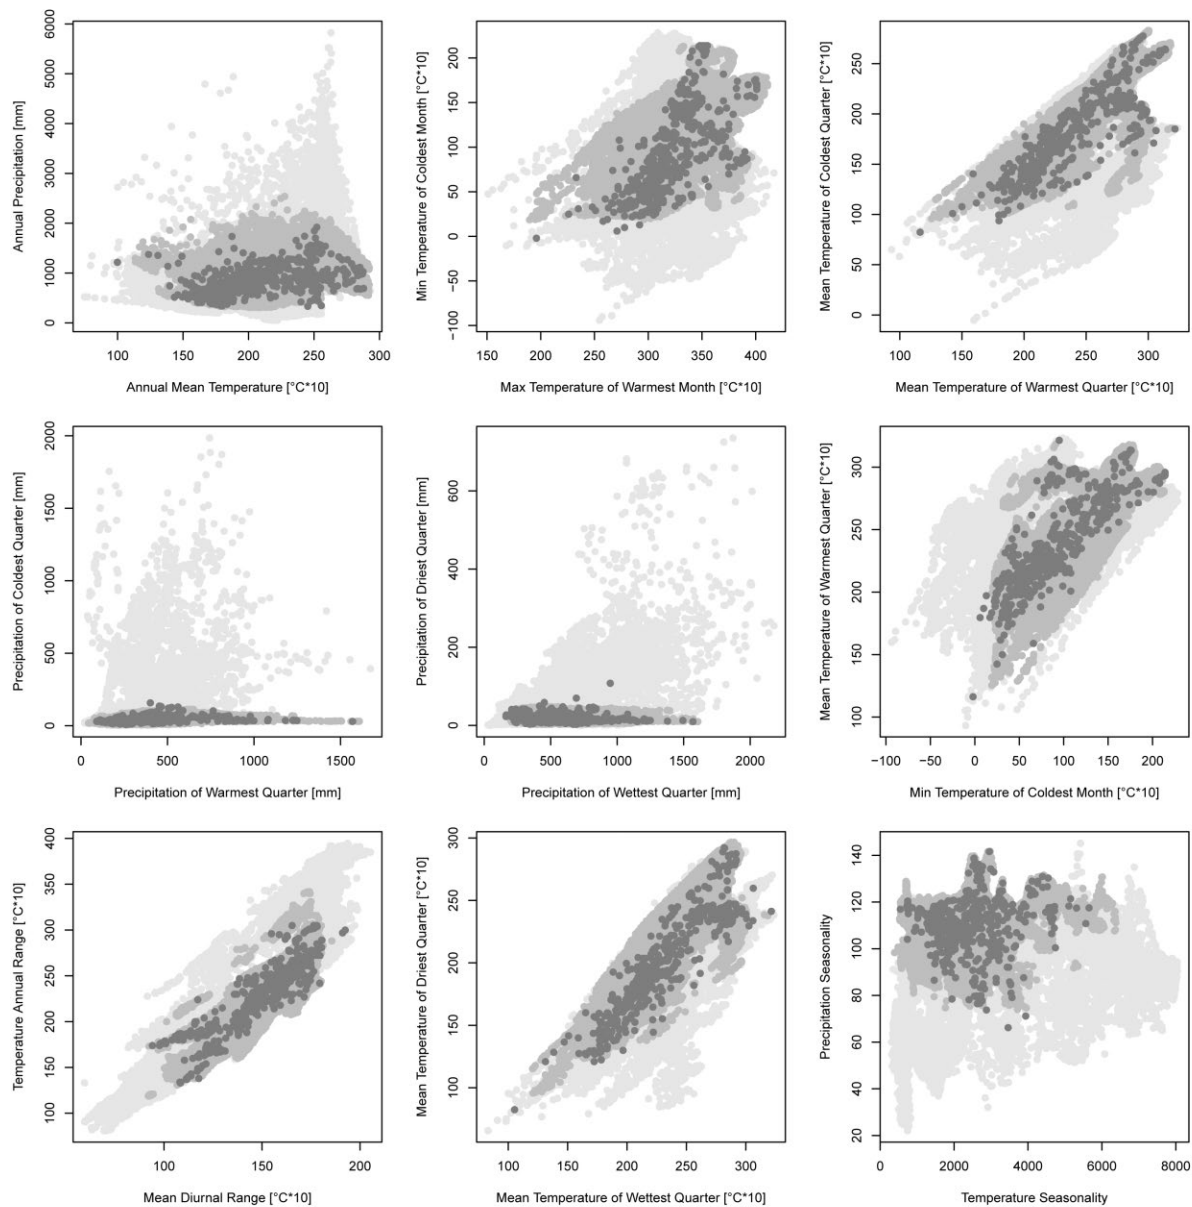 Annual Precipitation [mm]
0 1000 2000 3000 4000 5000 6000
100 150 200 250 300
Annual Mean Temperature [°C*10]
Min Temperature of Coldest Month [°C*10]
−100 −50 0 50 100 150 200
150 200 250 300 350 400
Max Temperature of Warmest Month [°C*10]
Mean Temperature of Coldest Quarter [°C*10]
0 50 100 150 200 250
100 150 200 250 300
Mean Temperature of Warmest Quarter [°C*10]
Precipitation of Coldest Quarter [mm]
0 500 1000 1500 2000
0 500 1000 1500
Precipitation of Warmest Quarter [mm]
Precipitation of Driest Quarter [mm]
0 200 400 600
0 500 1000 1500 2000
Precipitation of Wettest Quarter [mm]
Mean Temperature of Warmest Quarter [°C*10]
100 150 200 250 300
−100 −50 0 50 100 150 200
Min Temperature of Coldest Month [°C*10]
Temperature Annual Range [°C*10]
100 150 200 250 300 350 400
100 150 200
Mean Diurnal Range [°C*10]
Mean Temperature of Driest Quarter [°C*10]
100 150 200 250 300
100 150 200 250 300
Mean Temperature of Wettest Quarter [°C*10]
Precipitation Seasonality
20 40 60 80 100 120 140
0 2000 4000 6000 8000
Temperature Seasonality